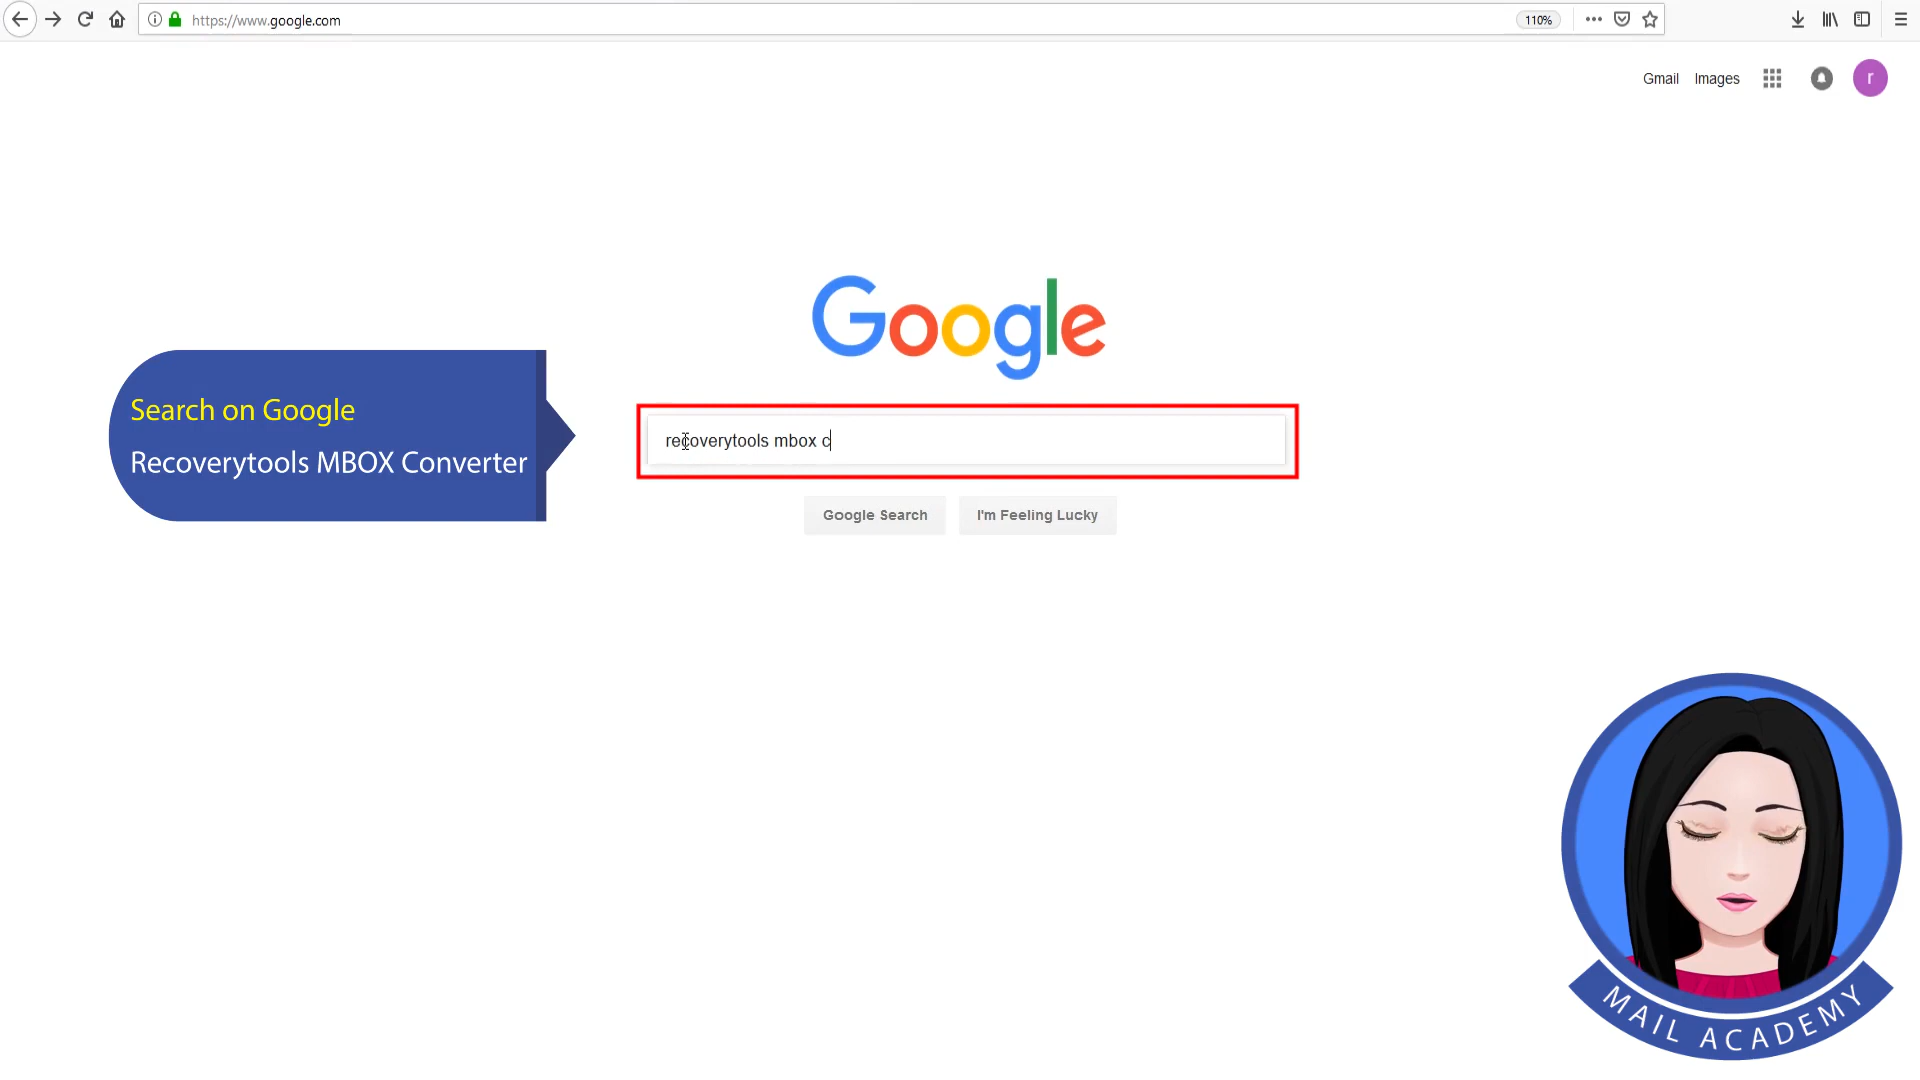 https://www.google.com
110%
Gmail Images
r
Google
Search on Google
Recoverytools MBOX Converter
recoverytools mbox c
Google Search
I'm Feeling Lucky
MAIL ACADEMY